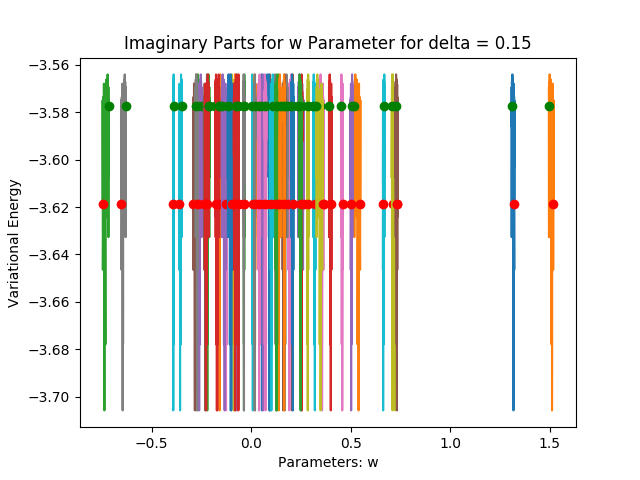 Imaginary Parts for w Parameter for delta = 0.15
−3.56
−3.58
−3.60
−3.62
−3.64
−3.66
−3.68
−3.70
Variational Energy
−0.5 0.0 0.5 1.0 1.5
Parameters: w